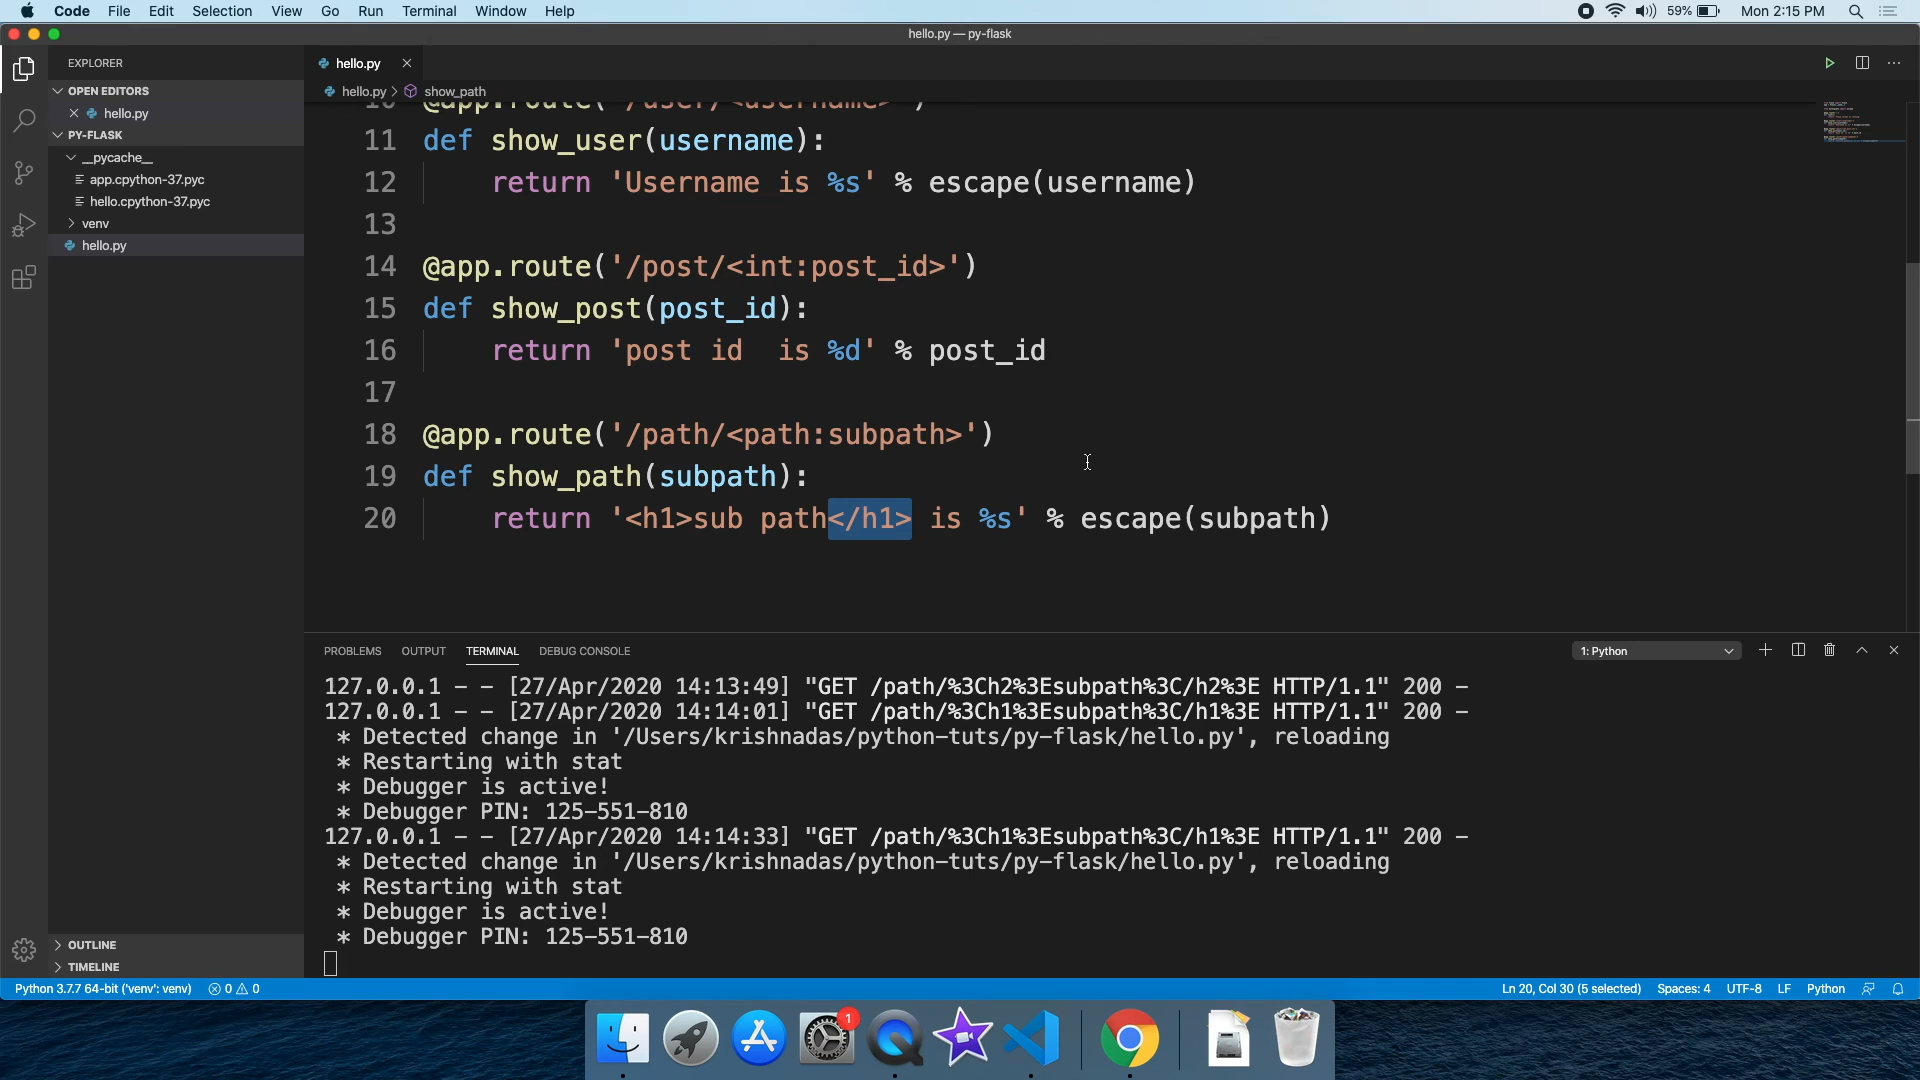 Code File Edit Selection View Go Run Terminal Window Help 59% Mon 2:15 PM
hello.py — py-flask
EXPLORER
OPEN EDITORS
hello.py
PY-FLASK
__pycache__
app.cpython-37.pyc
hello.cpython-37.pyc
venv
hello.py
OUTLINE
TIMELINE
hello.py
hello.py > show_path
10 @app.route('/user/<username>')
11 def show_user(username):
12 return 'Username is %s' % escape(username)
13
14 @app.route('/post/<int:post_id>')
15 def show_post(post_id):
16 return 'post id  is %d' % post_id
17
18 @app.route('/path/<path:subpath>')
19 def show_path(subpath):
20 return '<h1>sub path</h1> is %s' % escape(subpath)
PROBLEMS OUTPUT TERMINAL DEBUG CONSOLE 1: Python
127.0.0.1 - - [27/Apr/2020 14:13:49] "GET /path/%3Ch2%3Esubpath%3C/h2%3E HTTP/1.1" 200 -
127.0.0.1 - - [27/Apr/2020 14:14:01] "GET /path/%3Ch1%3Esubpath%3C/h1%3E HTTP/1.1" 200 -
* Detected change in '/Users/krishnadas/python-tuts/py-flask/hello.py', reloading
* Restarting with stat
* Debugger is active!
* Debugger PIN: 125-551-810
127.0.0.1 - - [27/Apr/2020 14:14:33] "GET /path/%3Ch1%3Esubpath%3C/h1%3E HTTP/1.1" 200 -
* Detected change in '/Users/krishnadas/python-tuts/py-flask/hello.py', reloading
* Restarting with stat
* Debugger is active!
* Debugger PIN: 125-551-810
Python 3.7.7 64-bit ('venv': venv) 0 0 Ln 20, Col 30 (5 selected) Spaces: 4 UTF-8 LF Python
1